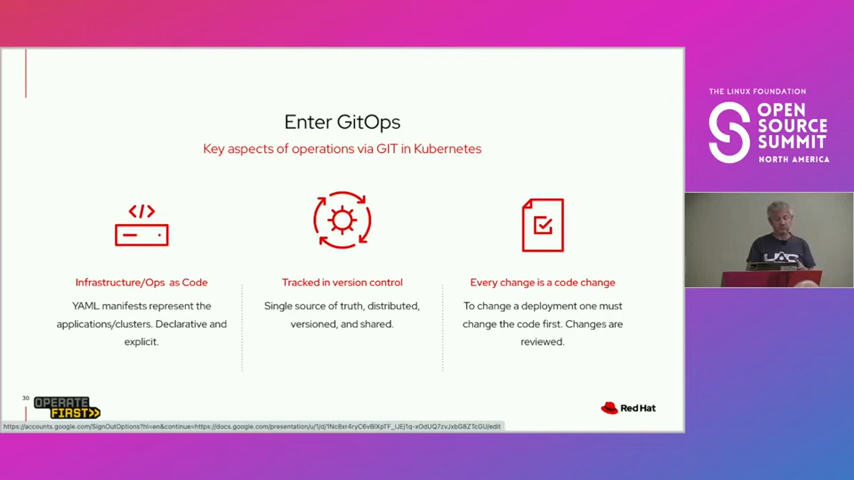 Enter GitOps
Key aspects of operations via GIT in Kubernetes
</>
Infrastructure/Ops as Code
YAML manifests represent the
applications/clusters. Declarative and
explicit.
Tracked in version control
Single source of truth, distributed,
versioned, and shared.
Every change is a code change
To change a deployment one must
change the code first. Changes are
reviewed.
30
OPERATE
FIRST>>
Red Hat
THE LINUX FOUNDATION
OPEN
SOURCE
SUMMIT
NORTH AMERICA